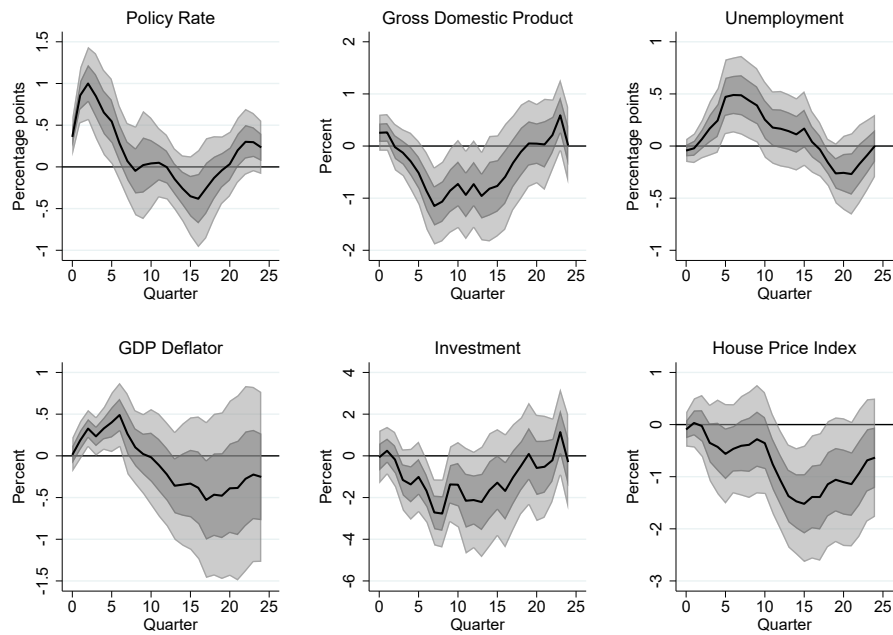 Policy Rate
Percentage points
1.5
1
.5
0
-.5
-1
0 5 10 15 20 25
Quarter
Gross Domestic Product
Percent
2
1
0
-1
-2
0 5 10 15 20 25
Quarter
Unemployment
Percentage points
1
.5
0
-.5
-1
0 5 10 15 20 25
Quarter
GDP Deflator
Percent
1
.5
0
-.5
-1
-1.5
0 5 10 15 20 25
Quarter
Investment
Percent
4
2
0
-2
-4
-6
0 5 10 15 20 25
Quarter
House Price Index
Percent
1
0
-1
-2
-3
0 5 10 15 20 25
Quarter